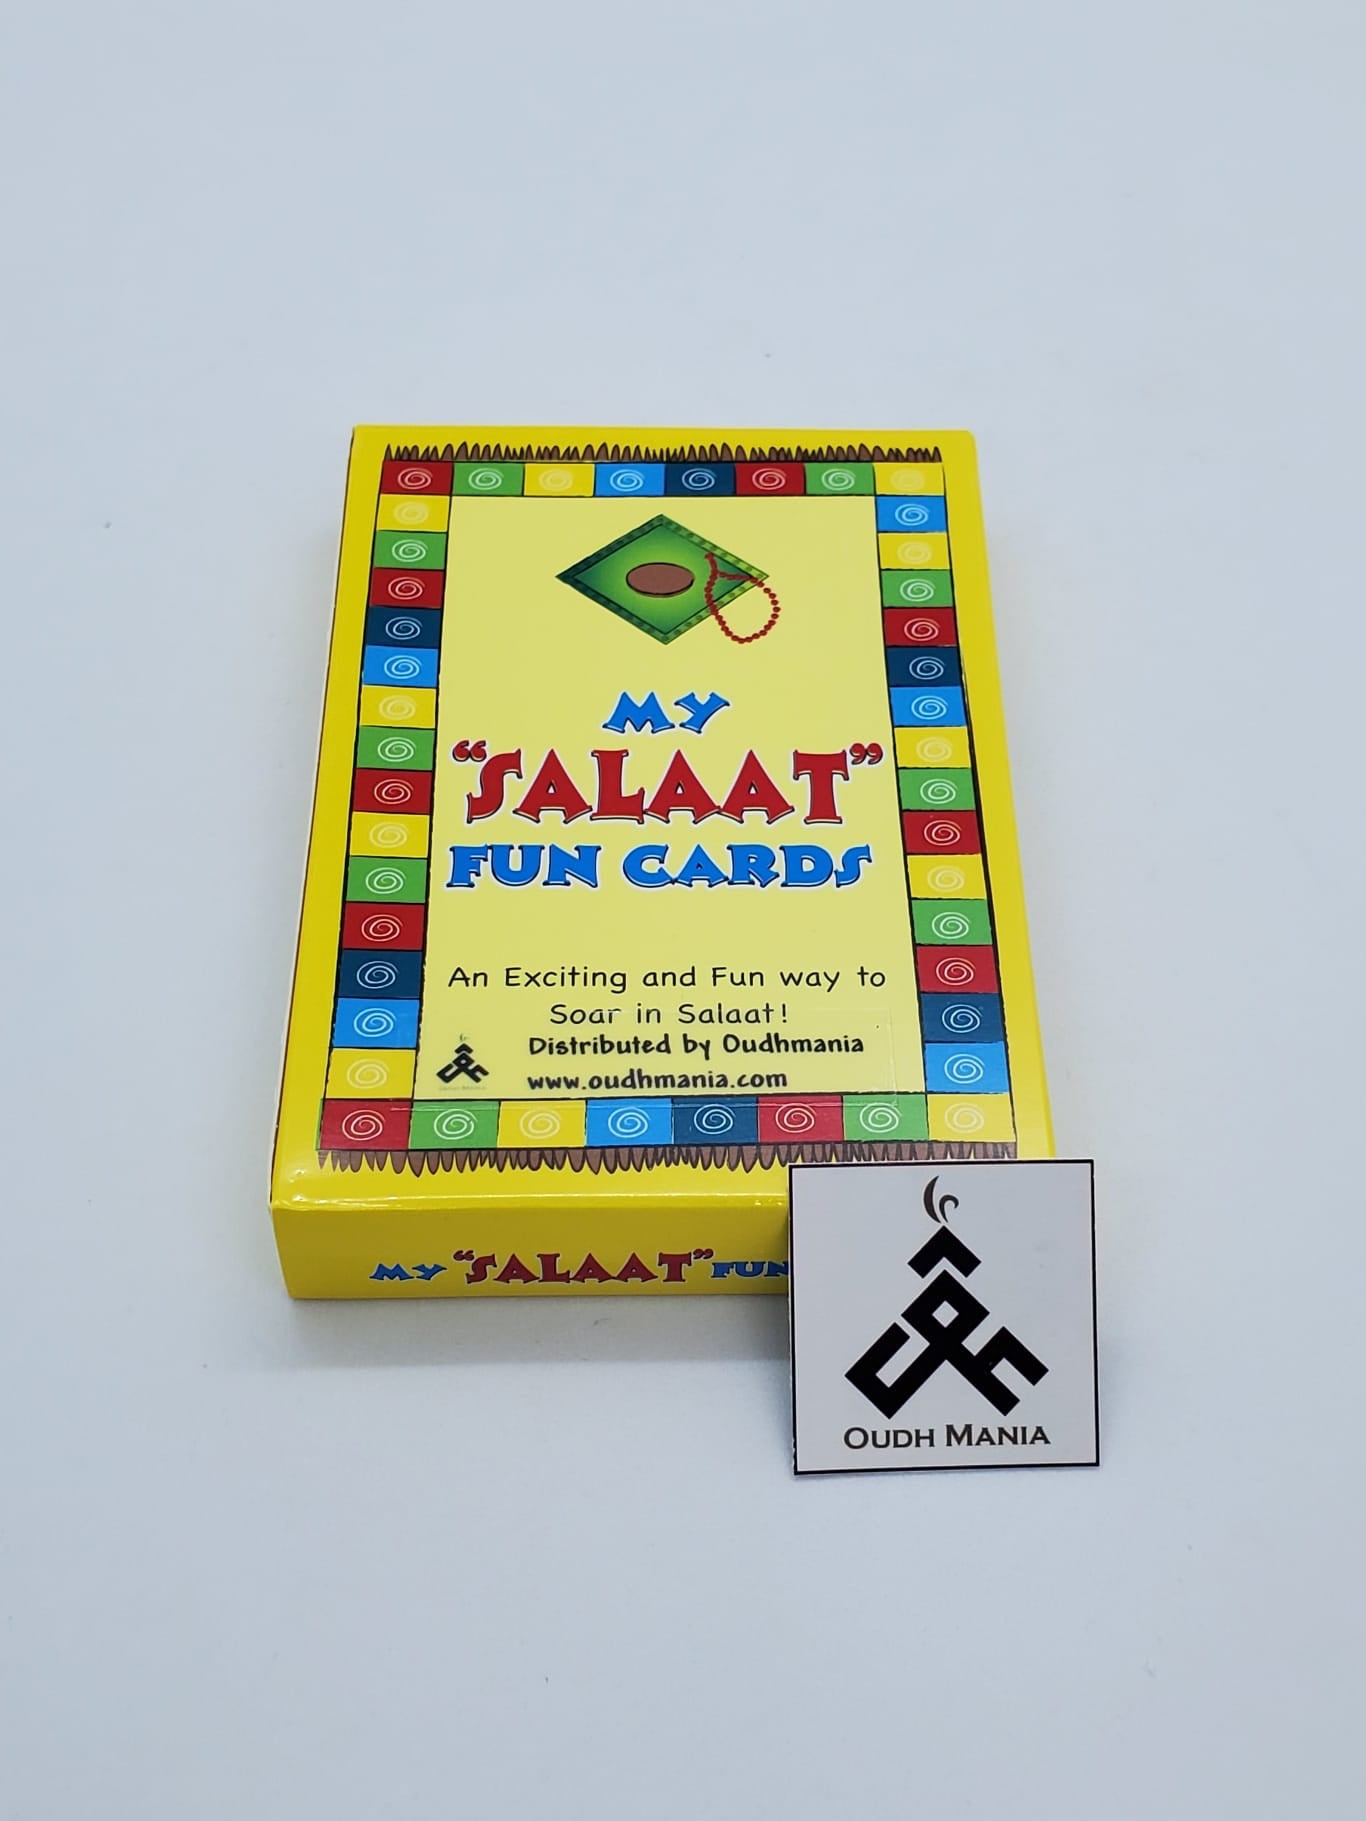 MY
"SALAAT"
FUN CARDS
An Exciting and Fun way to
Soar in Salaat!
Distributed by Oudhmania
www.oudhmania.com
MY "SALAAT" FUN
OUDH MANIA